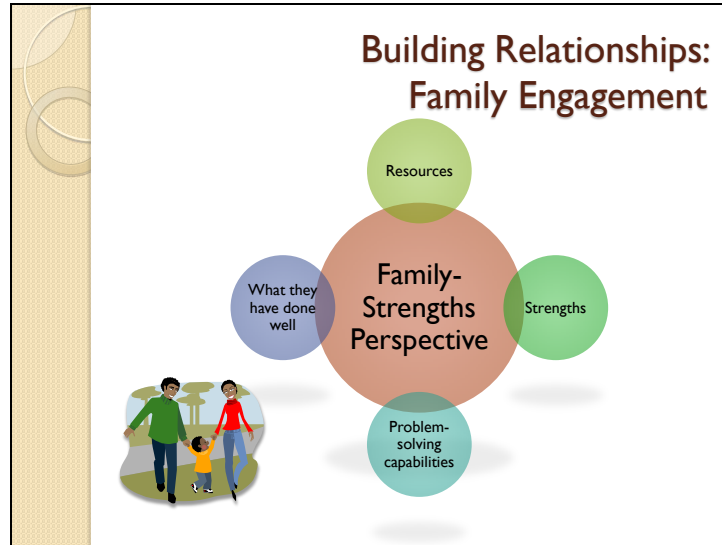 Building Relationships:
Family Engagement
Resources
What they
have done
well
Family-
Strengths
Perspective
Strengths
Problem-
solving
capabilities